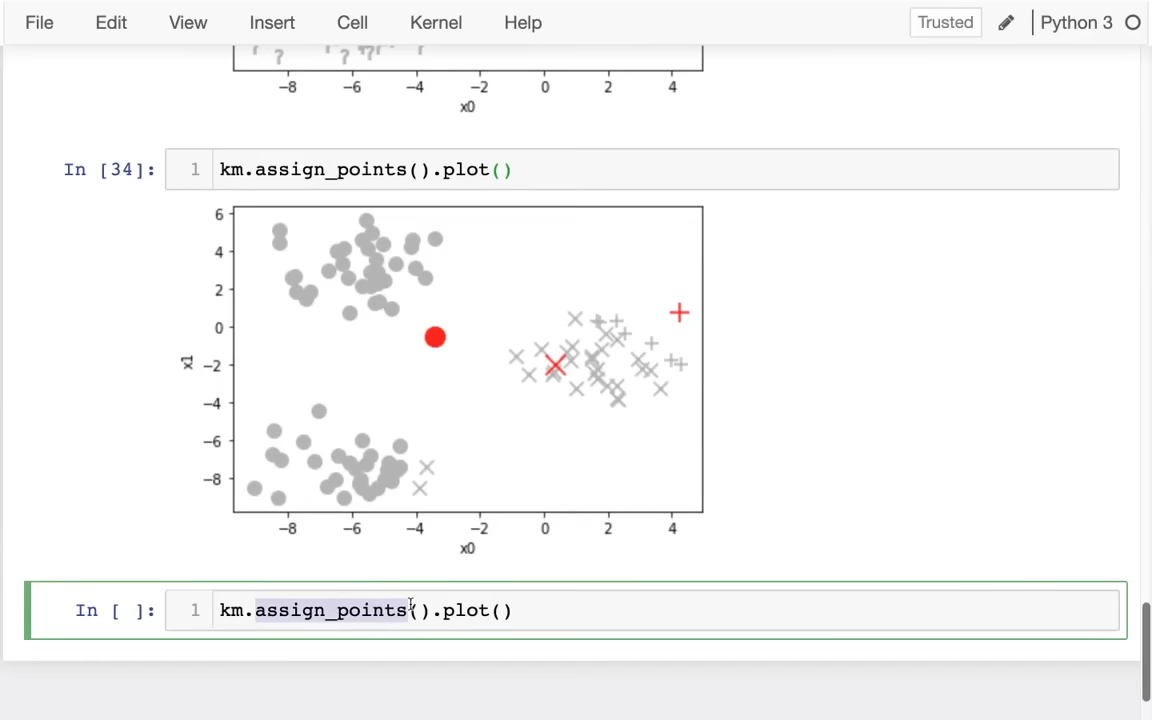 File Edit View Insert Cell Kernel Help Trusted Python 3
? ? ? ?? ?
−8 −6 −4 −2 0 2 4
x0
In [34]: 1 km.assign_points().plot()
6
4
2
0
−2
−4
−6
−8
x1
−8 −6 −4 −2 0 2 4
x0
In [ ]: 1 km.assign_points().plot()